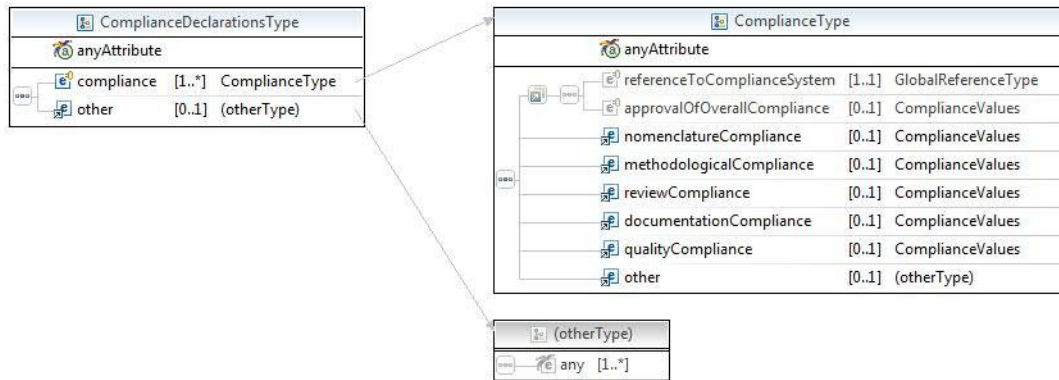 ComplianceDeclarationsType
anyAttribute
compliance [1..*] ComplianceType
other [0..1] (otherType)
ComplianceType
anyAttribute
referenceToComplianceSystem [1..1] GlobalReferenceType
approvalOfOverallCompliance [0..1] ComplianceValues
nomenclatureCompliance [0..1] ComplianceValues
methodologicalCompliance [0..1] ComplianceValues
reviewCompliance [0..1] ComplianceValues
documentationCompliance [0..1] ComplianceValues
qualityCompliance [0..1] ComplianceValues
other [0..1] (otherType)
(otherType)
any [1..*]